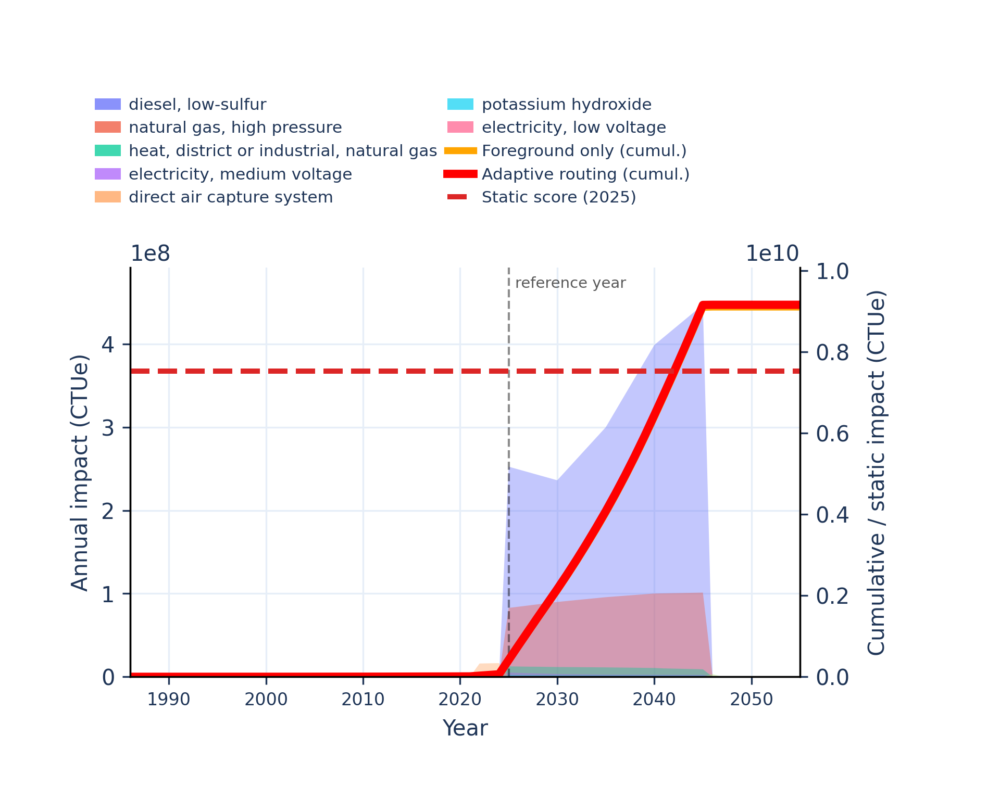 diesel, low-sulfur
natural gas, high pressure
heat, district or industrial, natural gas
electricity, medium voltage
direct air capture system
potassium hydroxide
electricity, low voltage
Foreground only (cumul.)
Adaptive routing (cumul.)
Static score (2025)
1e8
1e10
reference year
Annual impact (CTUe)
4
3
2
1
0
1.0
0.8
0.6
0.4
0.2
0.0
Cumulative / static impact (CTUe)
1990 2000 2010 2020 2030 2040 2050
Year